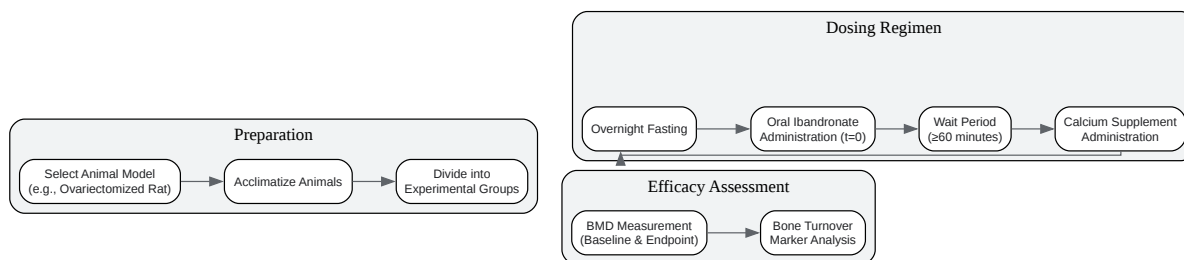 Preparation
Select Animal Model
(e.g., Ovariectomized Rat)
Acclimatize Animals
Divide into
Experimental Groups
Dosing Regimen
Overnight Fasting
Oral Ibandronate
Administration (t=0)
Wait Period
(≥60 minutes)
Calcium Supplement
Administration
Efficacy Assessment
BMD Measurement
(Baseline & Endpoint)
Bone Turnover
Marker Analysis